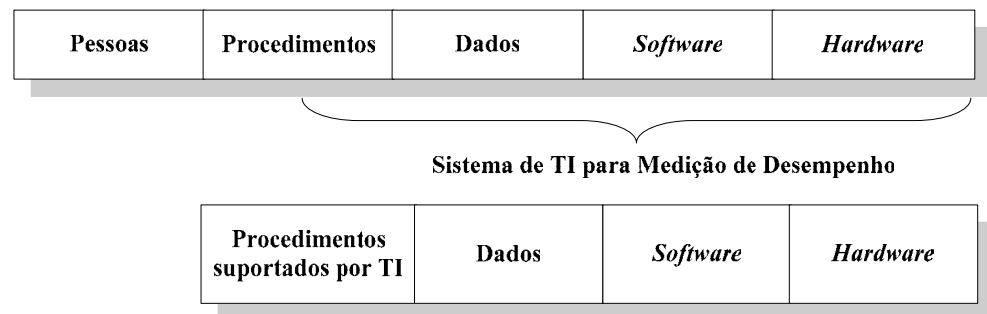 Pessoas Procedimentos Dados Software Hardware
Sistema de TI para Medição de Desempenho
Procedimentos
suportados por TI Dados Software Hardware